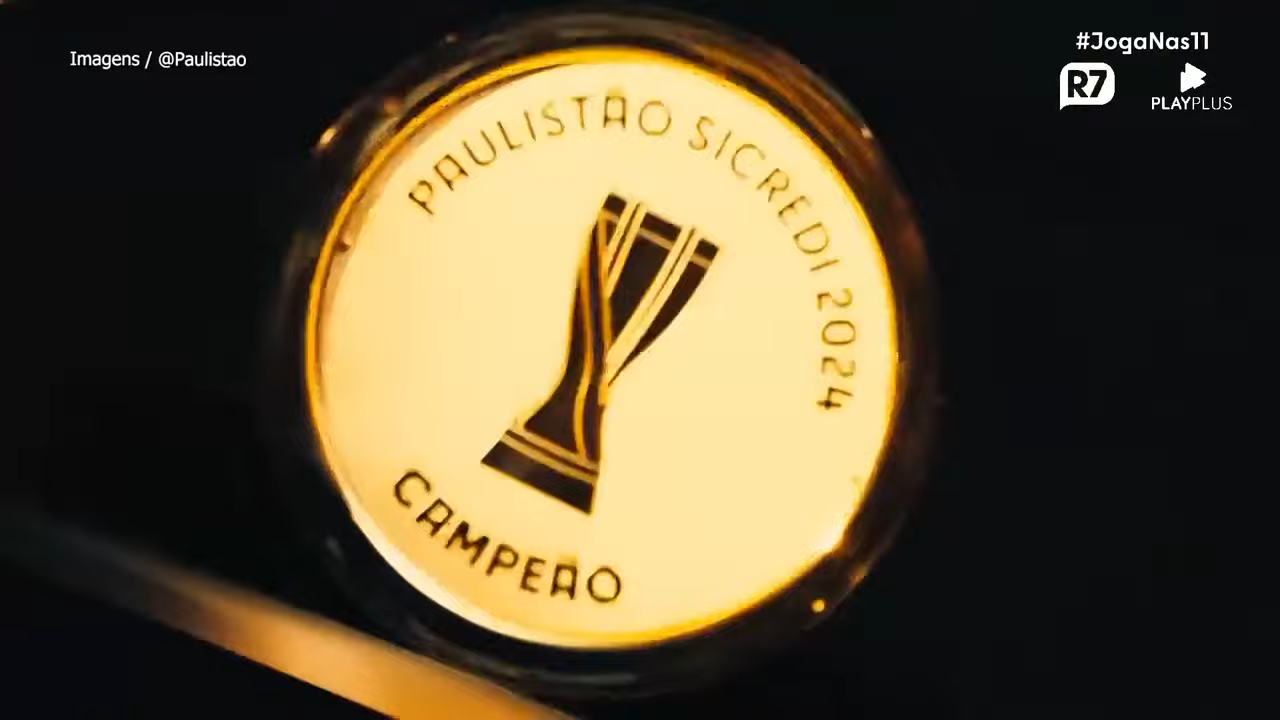 Imagens / @Paulistao
#JogaNas11
R7
PLAYPLUS
PAULISTÃO SICREDI 2024
CAMPEÃO